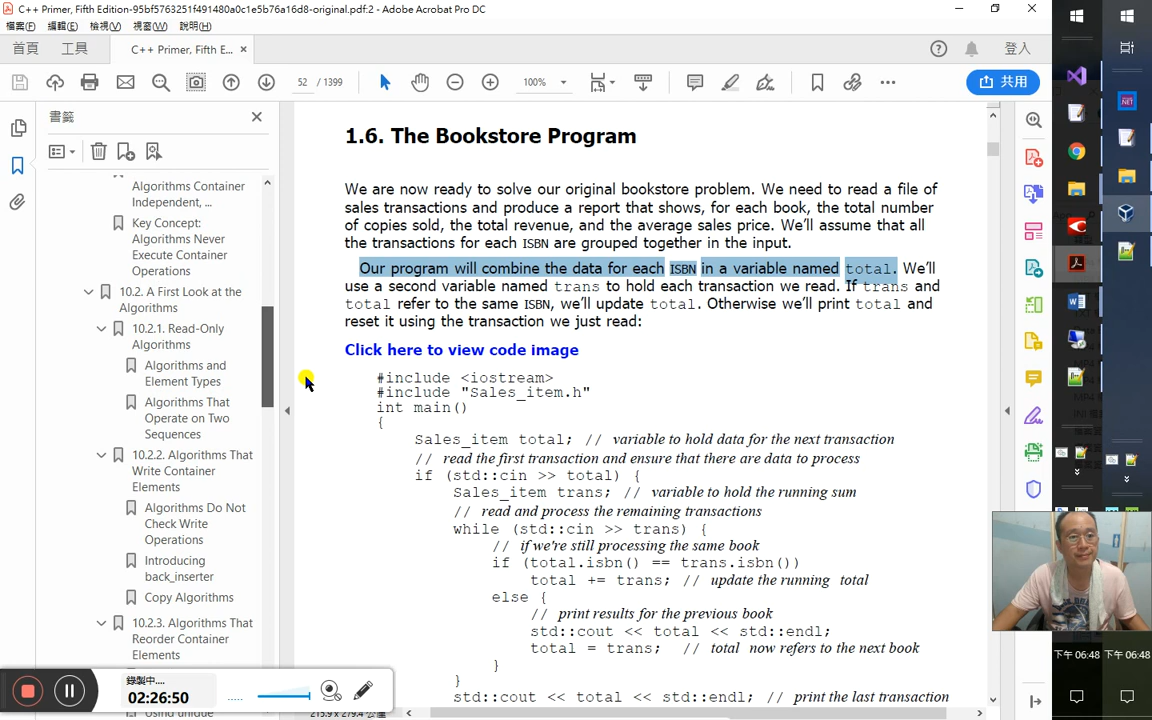 C++ Primer, Fifth Edition-95bf5763251f491480a0c1e5b76a16d8-original.pdf:2 - Adobe Acrobat Pro DC
檔案(F) 編輯(E) 檢視(V) 視窗(W) 說明(H)
首頁 工具 C++ Primer, Fifth E... × 登入
52 / 1399 100% 共用
書籤
Algorithms Container
Independent, ...
Key Concept:
Algorithms Never
Execute Container
Operations
10.2. A First Look at the
Algorithms
10.2.1. Read-Only
Algorithms
Algorithms and
Element Types
Algorithms That
Operate on Two
Sequences
10.2.2. Algorithms That
Write Container
Elements
Algorithms Do Not
Check Write
Operations
Introducing
back_inserter
Copy Algorithms
10.2.3. Algorithms That
Reorder Container
Elements
1.6. The Bookstore Program
We are now ready to solve our original bookstore problem. We need to read a file of
sales transactions and produce a report that shows, for each book, the total number
of copies sold, the total revenue, and the average sales price. We'll assume that all
the transactions for each ISBN are grouped together in the input.
Our program will combine the data for each ISBN in a variable named total. We'll
use a second variable named trans to hold each transaction we read. If trans and
total refer to the same ISBN, we'll update total. Otherwise we'll print total and
reset it using the transaction we just read:
Click here to view code image
#include <iostream>
#include "Sales_item.h"
int main()
{
Sales_item total; // variable to hold data for the next transaction
// read the first transaction and ensure that there are data to process
if (std::cin >> total) {
Sales_item trans; // variable to hold the running sum
// read and process the remaining transactions
while (std::cin >> trans) {
// if we're still processing the same book
if (total.isbn() == trans.isbn())
total += trans; // update the running total
else {
// print results for the previous book
std::cout << total << std::endl;
total = trans; // total now refers to the next book
}
}
std::cout << total << std::endl; // print the last transaction
錄製中....
02:26:50
215.9 x 279.4 公釐
下午 06:48 下午 06:48